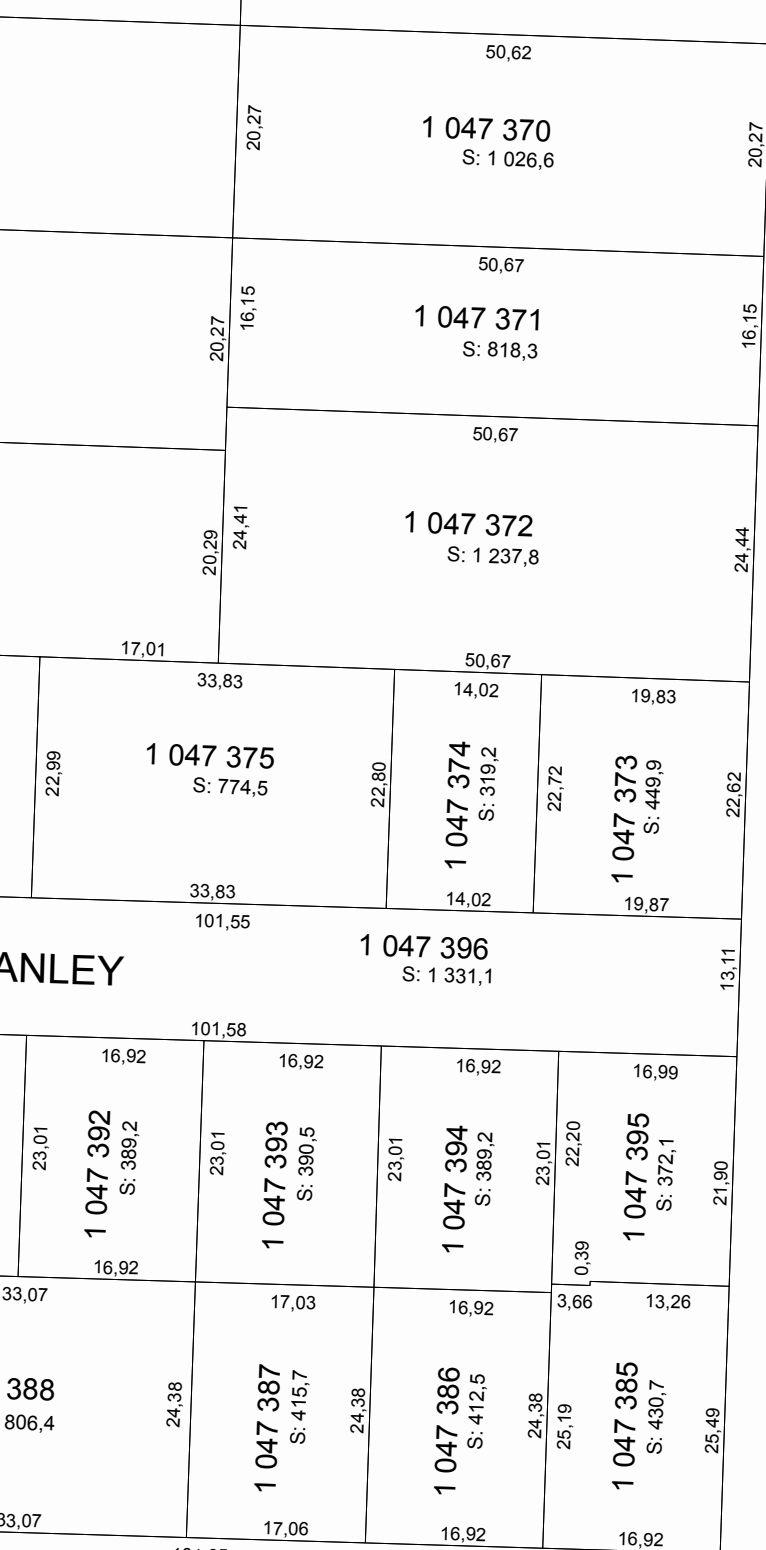 50,62
20,27
1 047 370
S: 1 026,6
20,27
50,67
16,15
1 047 371
S: 818,3
16,15
20,27
50,67
24,41
1 047 372
S: 1 237,8
24,44
20,29
17,01
50,67
33,83
14,02
19,83
22,99
1 047 375
S: 774,5
22,80
1 047 374
S: 319,2
22,72
1 047 373
S: 449,9
22,62
33,83
14,02
19,87
101,55
1 047 396
S: 1 331,1
ANLEY
13,11
101,58
16,92
16,92
16,92
16,99
23,01
1 047 392
S: 389,2
23,01
1 047 393
S: 390,5
23,01
1 047 394
S: 389,2
23,01
22,20
1 047 395
S: 372,1
21,90
0,39
16,92
33,07
17,03
16,92
3,66
13,26
388
806,4
24,38
1 047 387
S: 415,7
24,38
1 047 386
S: 412,5
24,38
25,19
1 047 385
S: 430,7
25,49
33,07
17,06
16,92
16,92